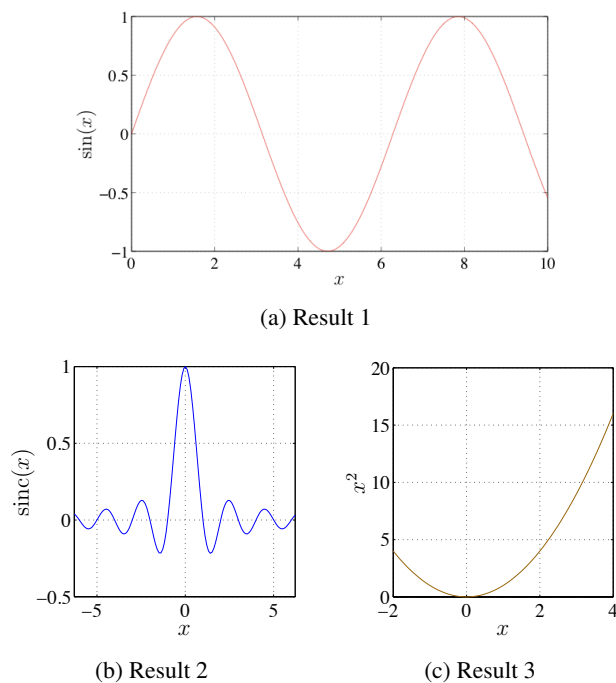 1
0.5
0
−0.5
−1
sin(x)
0 2 4 6 8 10
x
(a) Result 1
1
0.5
0
−0.5
sinc(x)
−5 0 5
x
(b) Result 2
20
15
10
5
0
x²
−2 0 2 4
x
(c) Result 3